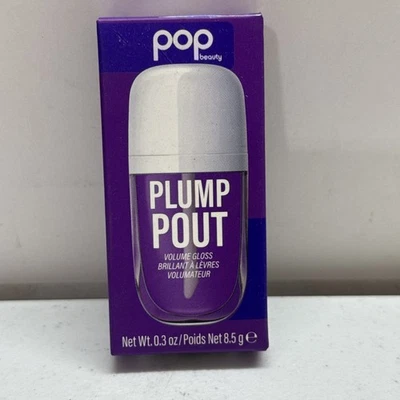 pop
beauty
PLUMP
POUT
VOLUME GLOSS
BRILLANT À LÈVRES
VOLUMATEUR
Net Wt. 0.3 oz/Poids Net 8.5 g ℮